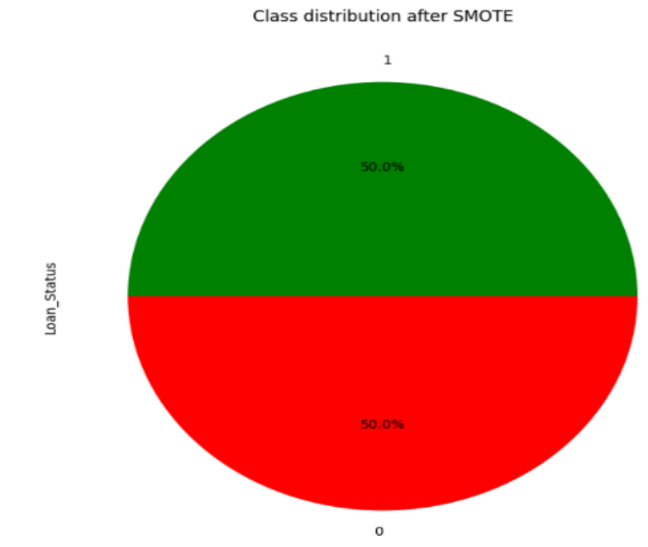 Class distribution after SMOTE
1
50.0%
Loan_Status
50.0%
0